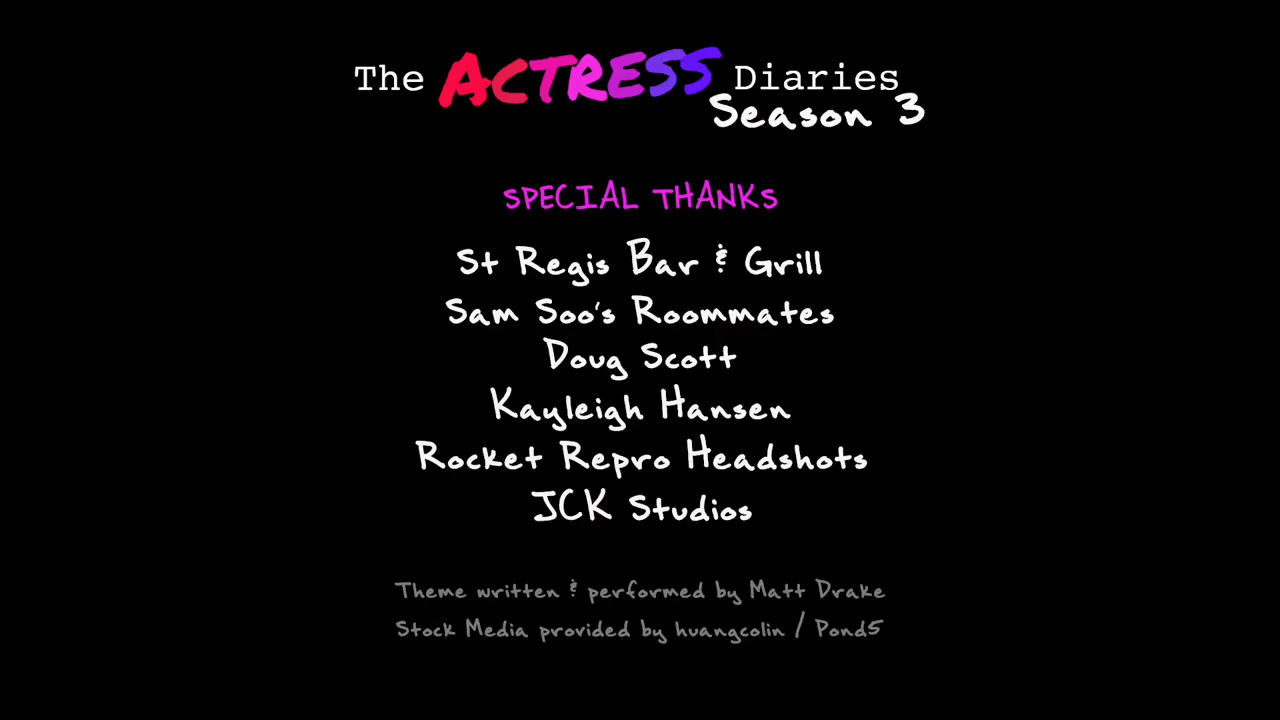 The ACTRESS Diaries
Season 3
SPECIAL THANKS
St Regis Bar & Grill
Sam Soo's Roommates
Doug Scott
Kayleigh Hansen
Rocket Repro Headshots
JCK Studios
Theme written & performed by Matt Drake
Stock Media provided by huangcolin / Pond5